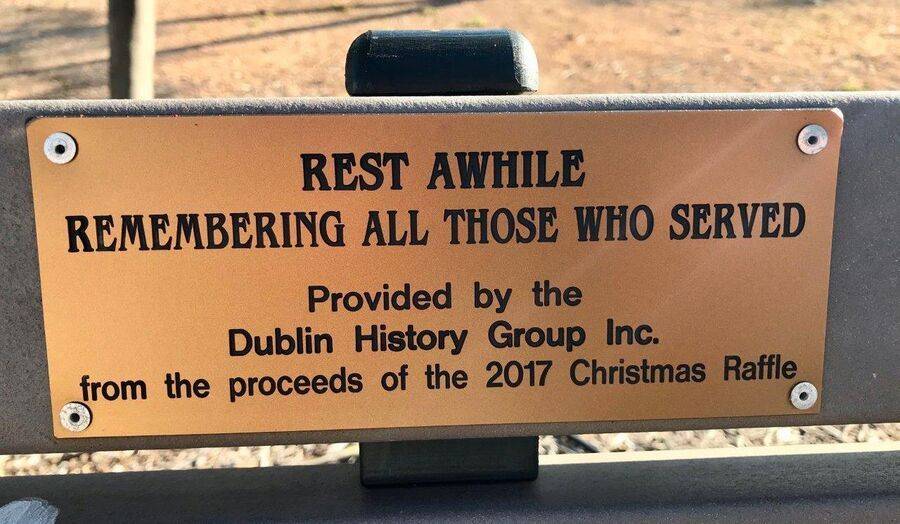 REST AWHILE
REMEMBERING ALL THOSE WHO SERVED
Provided by the
Dublin History Group Inc.
from the proceeds of the 2017 Christmas Raffle